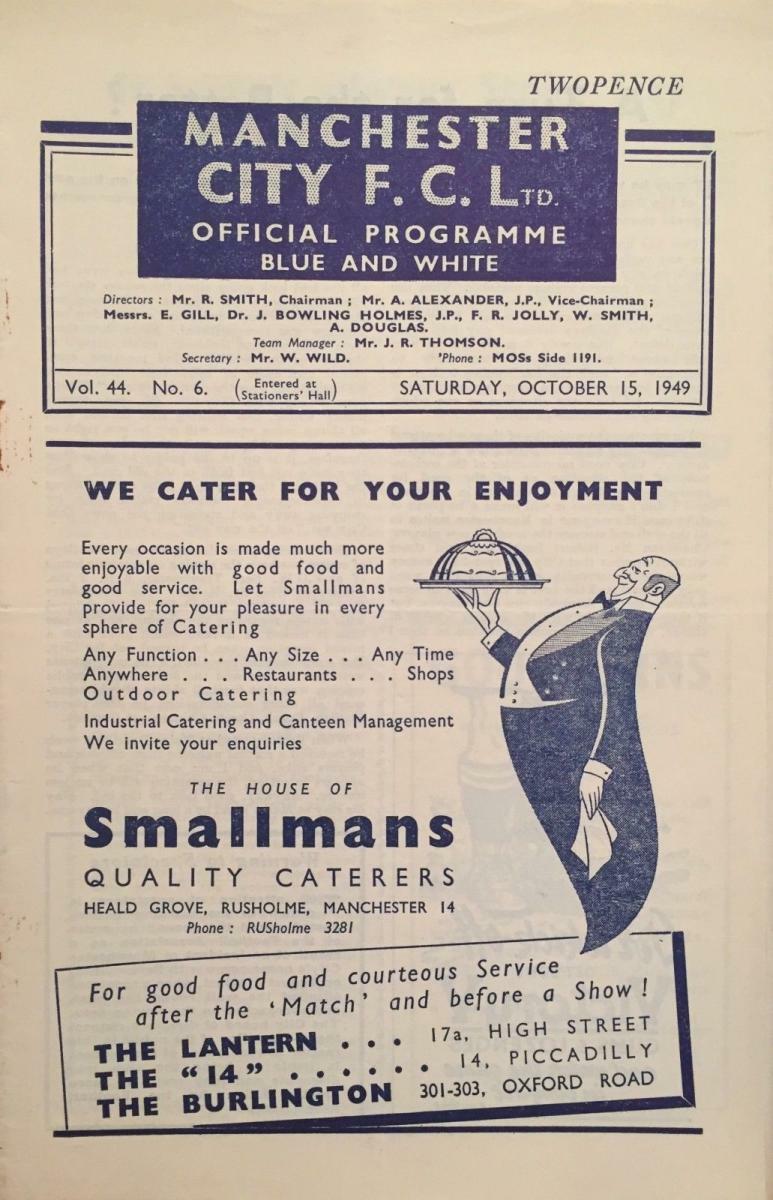 TWOPENCE
MANCHESTER
CITY F. C. LTD.
OFFICIAL PROGRAMME
BLUE AND WHITE
Directors : Mr. R. SMITH, Chairman ; Mr. A. ALEXANDER, J.P., Vice-Chairman ;
Messrs. E. GILL, Dr. J. BOWLING HOLMES, J.P., F. R. JOLLY, W. SMITH,
A. DOUGLAS.
Team Manager : Mr. J. R. THOMSON.
Secretary : Mr. W. WILD. 'Phone : MOSs Side 1191.
Vol. 44. No. 6. (Entered at Stationers' Hall) SATURDAY, OCTOBER 15, 1949
WE CATER FOR YOUR ENJOYMENT
Every occasion is made much more
enjoyable with good food and
good service. Let Smallmans
provide for your pleasure in every
sphere of Catering
Any Function . . . Any Size . . . Any Time
Anywhere . . . Restaurants . . . Shops
Outdoor Catering
Industrial Catering and Canteen Management
We invite your enquiries
THE HOUSE OF
Smallmans
QUALITY CATERERS
HEALD GROVE, RUSHOLME, MANCHESTER 14
Phone : RUSholme 3281
For good food and courteous Service
after the 'Match' and before a Show !
THE LANTERN . . . 17a, HIGH STREET
THE "14" . . . . . . 14, PICCADILLY
THE BURLINGTON 301-303, OXFORD ROAD